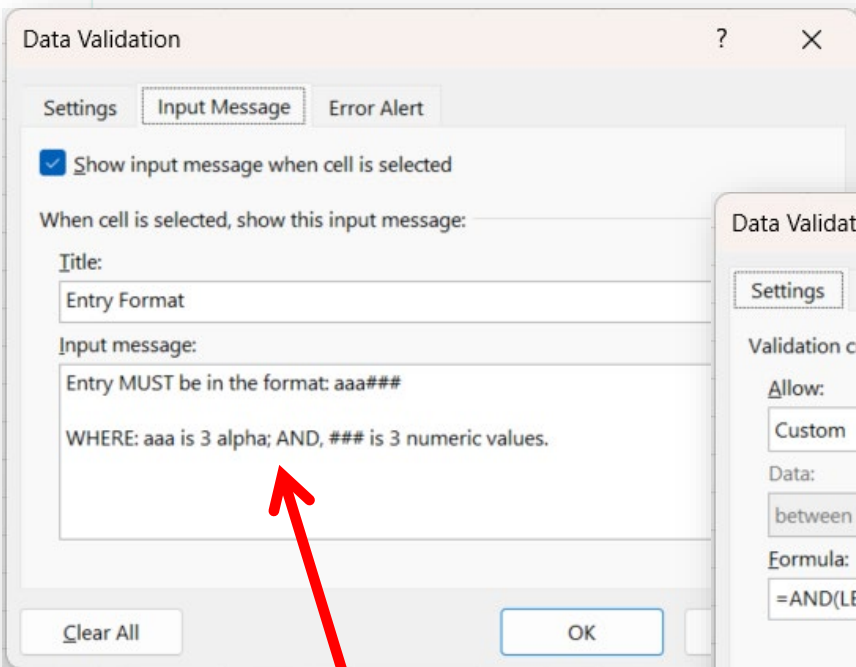 Data Validation ?
Settings Input Message Error Alert
Show input message when cell is selected
When cell is selected, show this input message:
Title:
Entry Format
Input message:
Entry MUST be in the format: aaa###
WHERE: aaa is 3 alpha; AND, ### is 3 numeric values.
Clear All OK
Data Validat
Settings
Validation c
Allow:
Custom
Data:
between
Formula:
=AND(LE